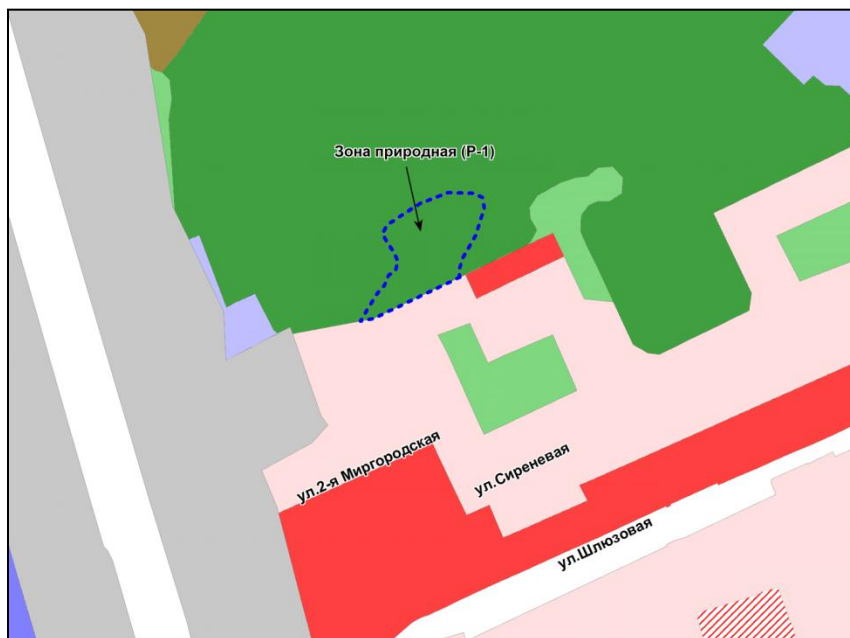 Зона природная (Р-1)
ул.2-я Миргородская
ул.Сиреневая
ул.Шлюзовая